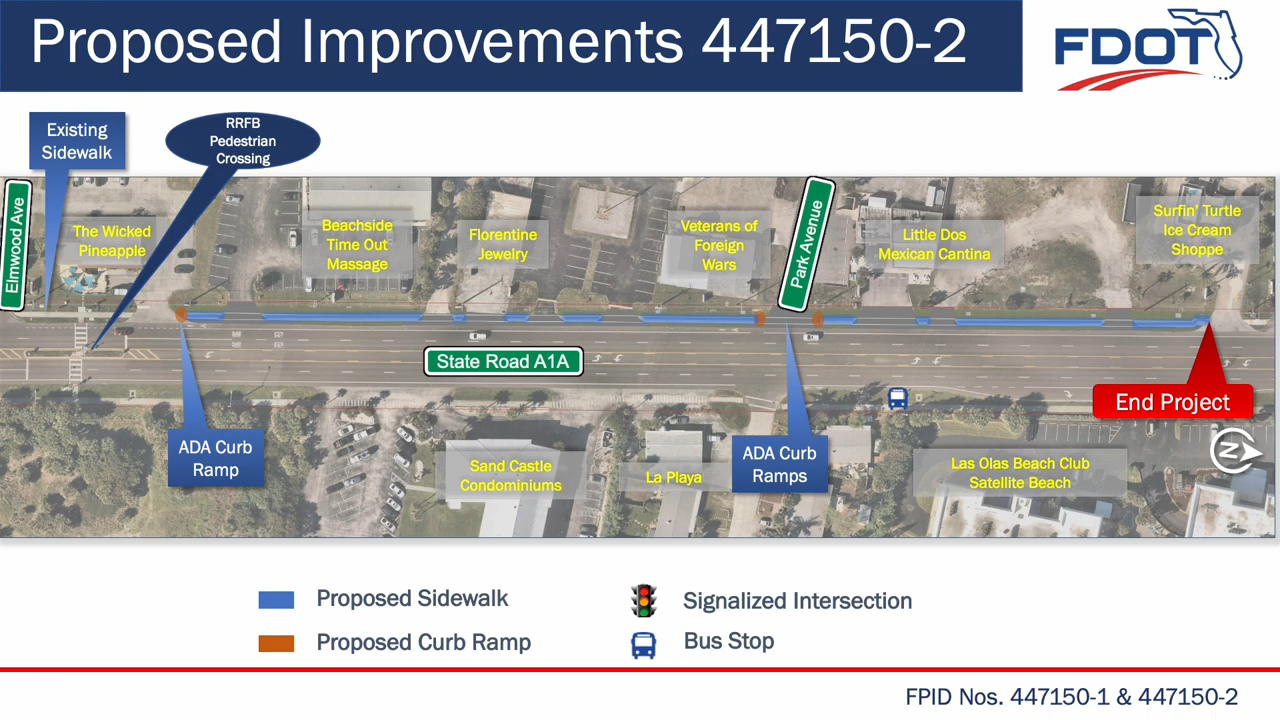 Proposed Improvements 447150-2
FDOT
Existing
Sidewalk
RRFB
Pedestrian
Crossing
Elmwood Ave
The Wicked
Pineapple
Beachside
Time Out
Massage
Florentine
Jewelry
Veterans of
Foreign
Wars
Park Avenue
Little Dos
Mexican Cantina
Surfin' Turtle
Ice Cream
Shoppe
State Road A1A
End Project
ADA Curb
Ramp
Sand Castle
Condominiums
La Playa
ADA Curb
Ramps
Las Olas Beach Club
Satellite Beach
N
Proposed Sidewalk
Signalized Intersection
Proposed Curb Ramp
Bus Stop
FPID Nos. 447150-1 & 447150-2